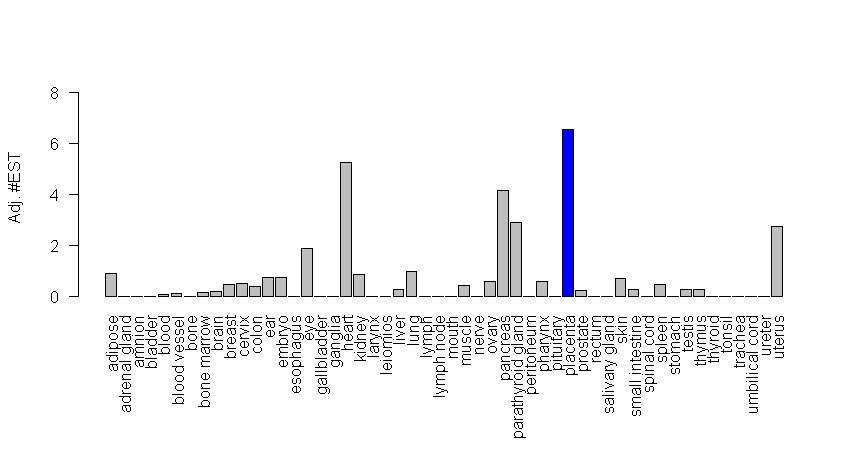 Adj. #EST
8
6
4
2
0
adipose
adrenal gland
amnion
bladder
blood
blood vessel
bone
bone marrow
brain
breast
cervix
colon
ear
embryo
esophagus
eye
gallbladder
ganglia
heart
kidney
larynx
leiomios
liver
lung
lymph
lymph node
mouth
muscle
nerve
ovary
pancreas
parathyroid gland
peritoneum
pharynx
pituitary
placenta
prostate
rectum
salivary gland
skin
small intestine
spinal cord
spleen
stomach
testis
thymus
thyroid
tonsil
trachea
umbilical cord
ureter
uterus